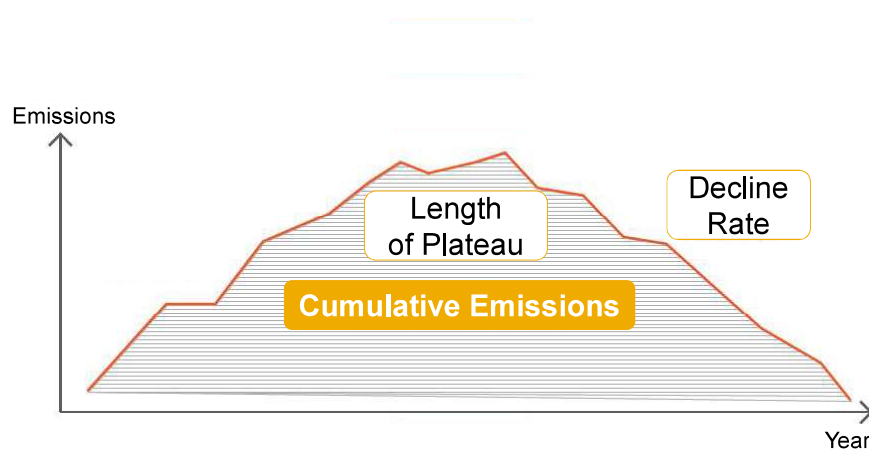 Emissions
Decline
Rate
Length
of Plateau
Cumulative Emissions
Year